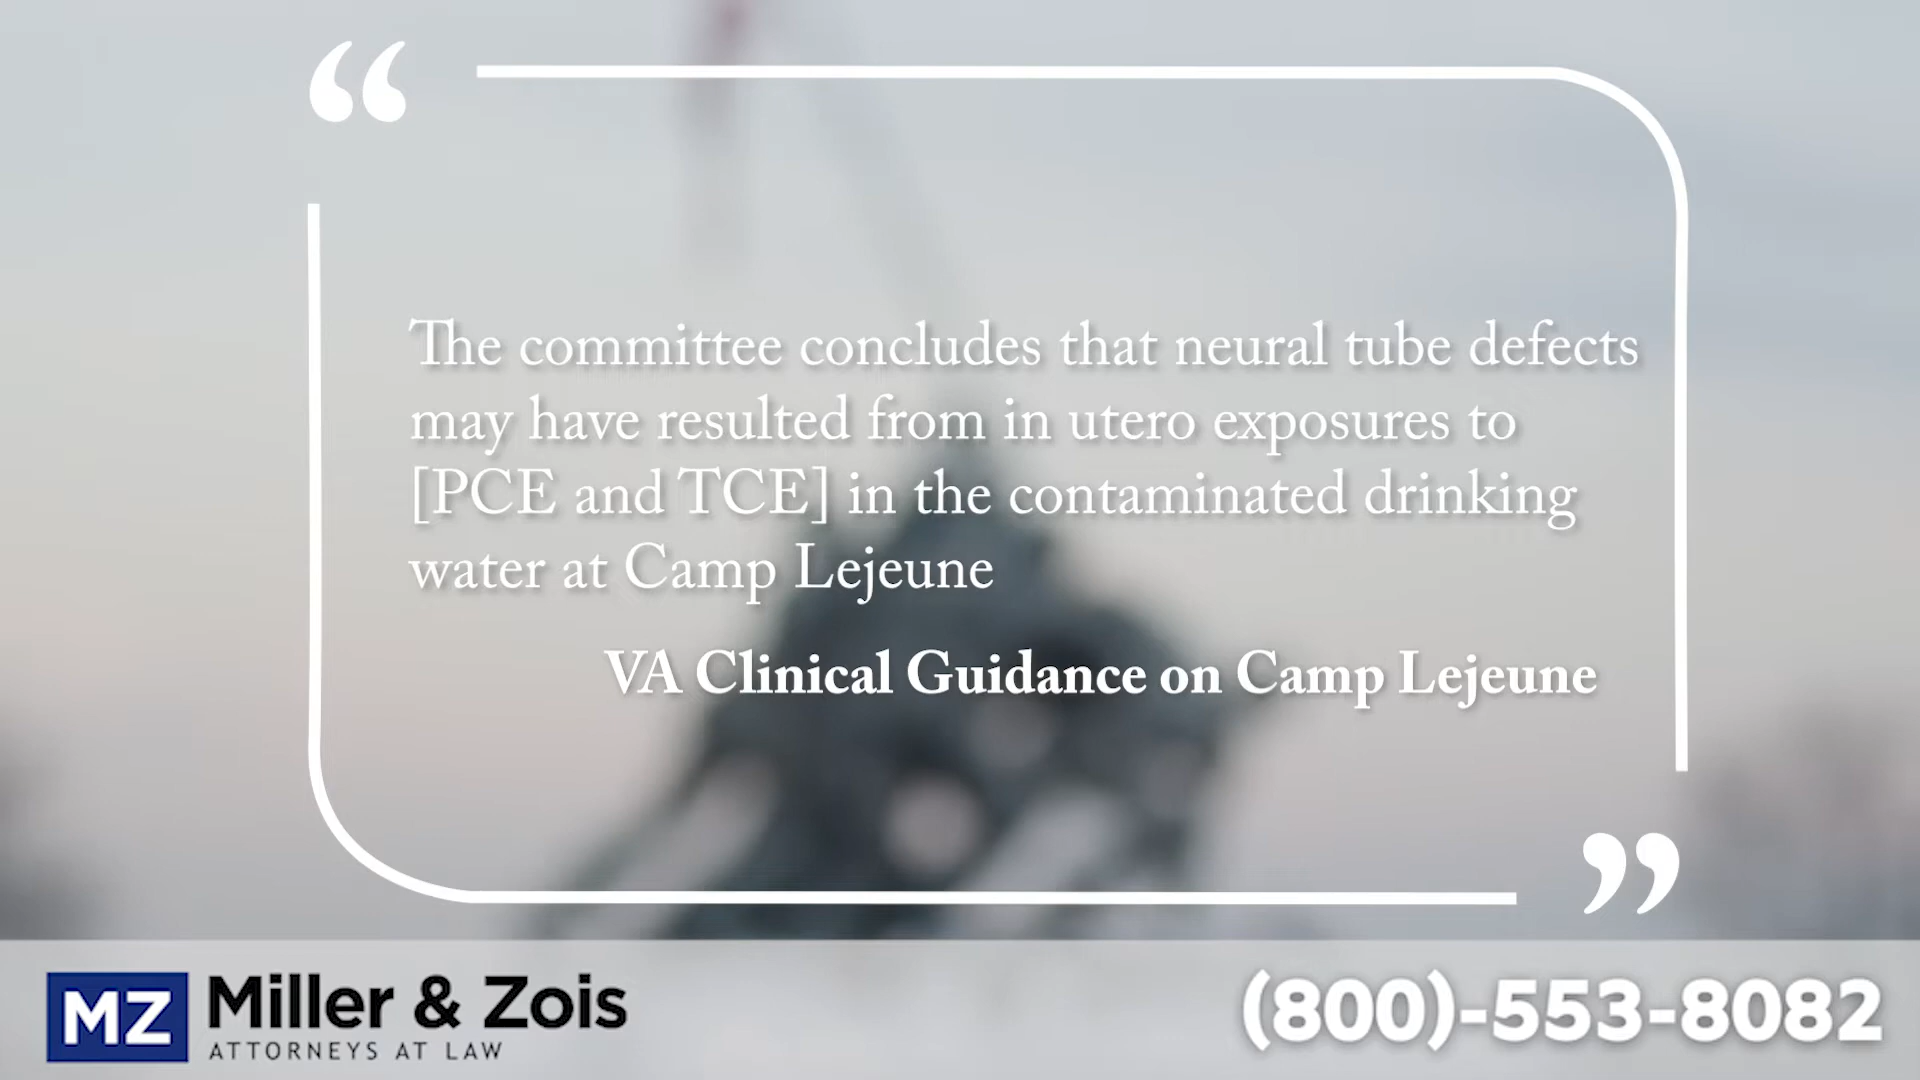 “
The committee concludes that neural tube defects
may have resulted from in utero exposures to
[PCE and TCE] in the contaminated drinking
water at Camp Lejeune
VA Clinical Guidance on Camp Lejeune
”
MZ Miller & Zois
ATTORNEYS AT LAW
(800)-553-8082